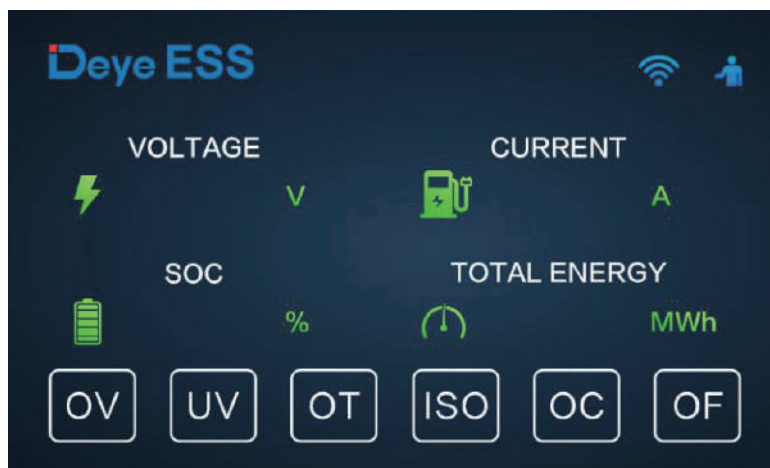 Deye ESS
VOLTAGE CURRENT
V A
SOC TOTAL ENERGY
% MWh
OV UV OT ISO OC OF